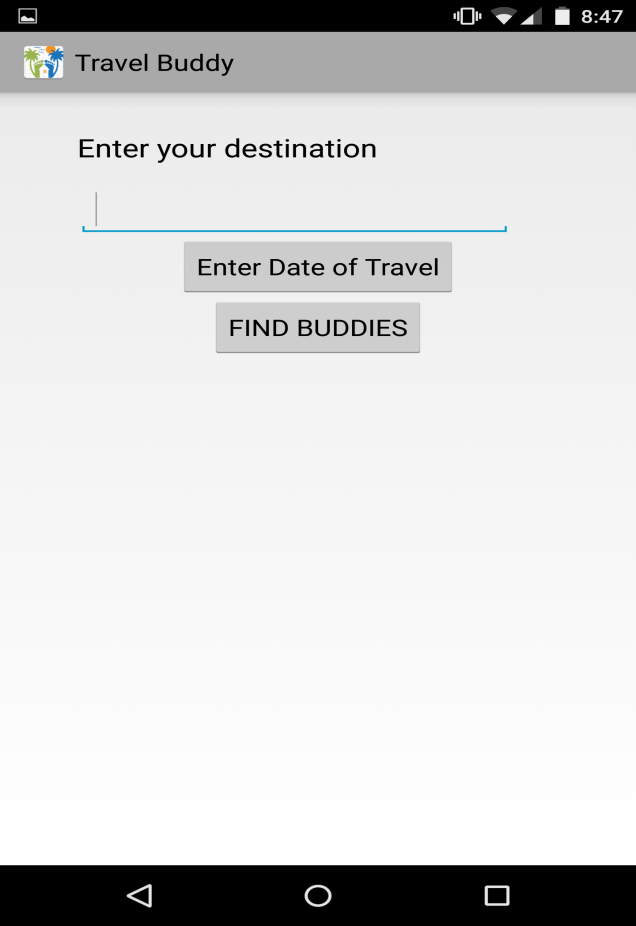 8:47
Travel Buddy
Enter your destination
Enter Date of Travel
FIND BUDDIES